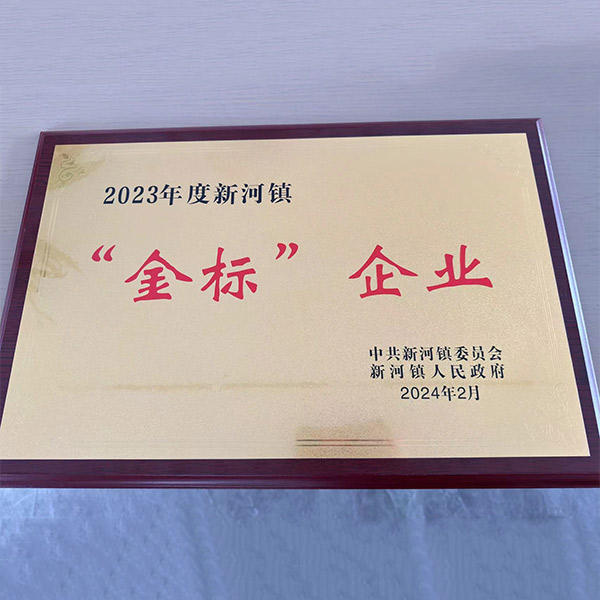 2023年度新河镇
“金标”企业
中共新河镇委员会
新河镇人民政府
2024年2月